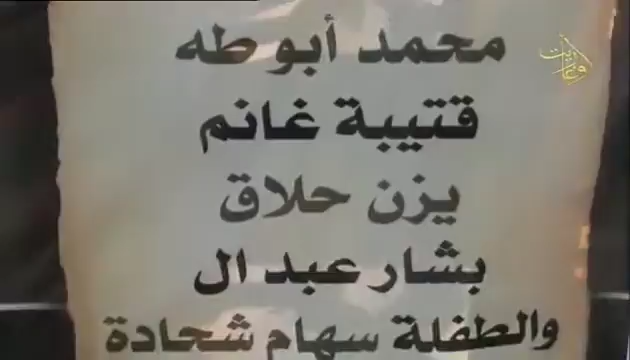 محمد أبو طه
قتيبة غانم
يزن حلاق
بشار عبد ال
والطفلة سهام شحادة